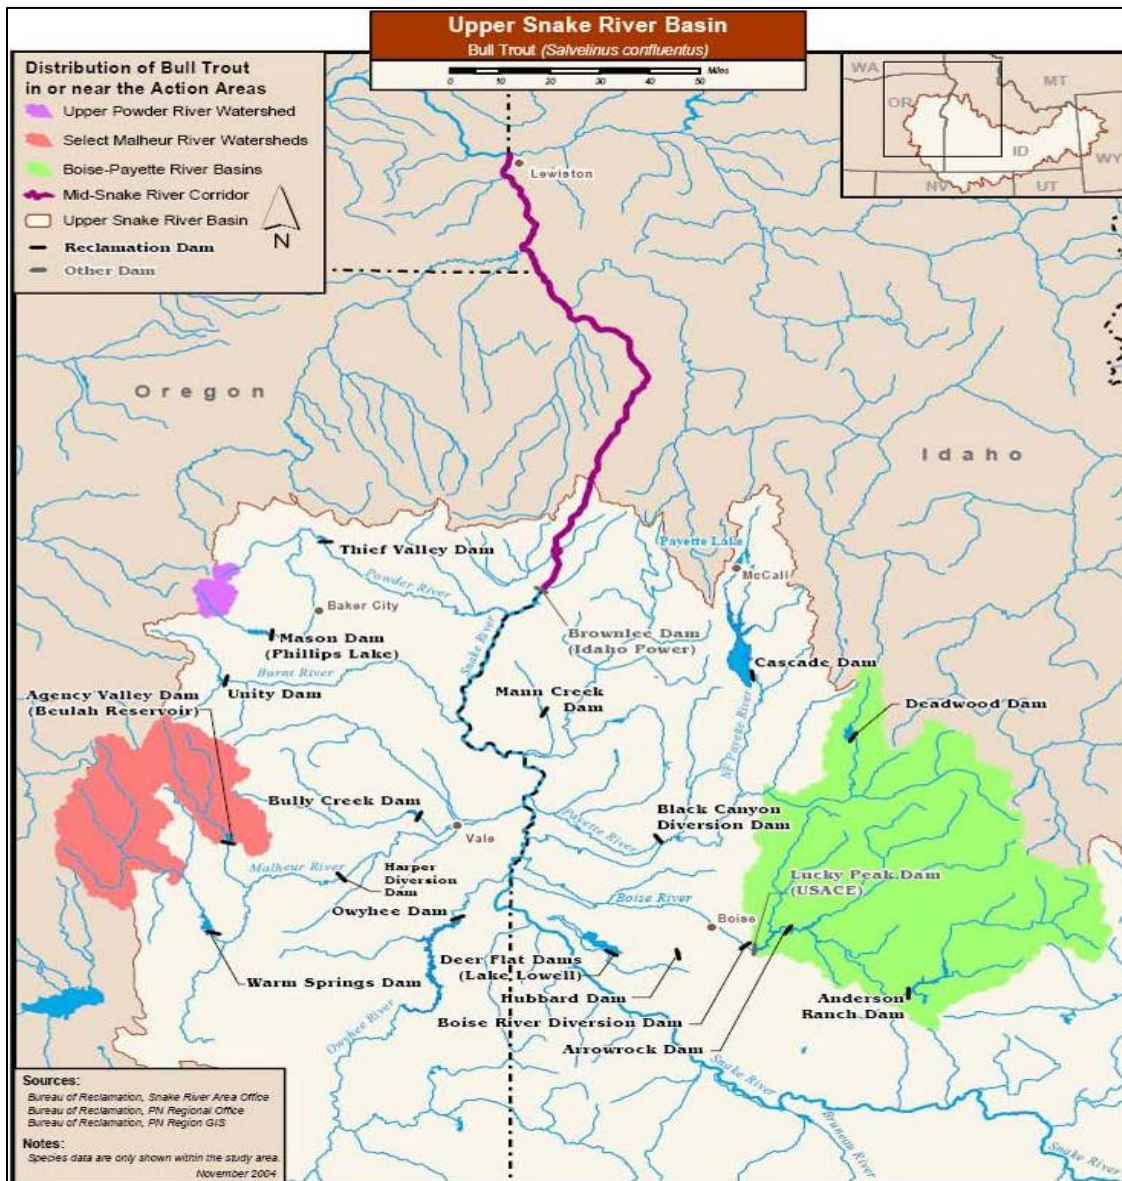 Upper Snake River Basin
Bull Trout (Salvelinus confluentus)
0 10 20 30 40 50 Miles
Distribution of Bull Trout
in or near the Action Areas
Upper Powder River Watershed
Select Malheur River Watersheds
Boise-Payette River Basins
Mid-Snake River Corridor
Upper Snake River Basin
N
Reclamation Dam
Other Dam
WA
MT
OR
ID
WY
NV
UT
Lewiston
Oregon
Idaho
Payette Lake
McCall
Thief Valley Dam
Powder River
Baker City
Mason Dam
(Phillips Lake)
Snake River
Brownlee Dam
(Idaho Power)
Cascade Dam
Burnt River
Unity Dam
Mann Creek
Dam
Agency Valley Dam
(Beulah Reservoir)
NF Payette River
Deadwood Dam
Bully Creek Dam
Vale
Payette River
Black Canyon
Diversion Dam
Malheur River
Harper
Diversion
Dam
Lucky Peak Dam
(USACE)
Owyhee Dam
Boise River
Boise
Warm Springs Dam
Deer Flat Dams
(Lake Lowell)
Hubbard Dam
Anderson
Ranch Dam
Boise River Diversion Dam
Arrowrock Dam
Owyhee River
Snake River
Bruneau River
Snake River
Sources:
Bureau of Reclamation, Snake River Area Office
Bureau of Reclamation, PN Regional Office
Bureau of Reclamation, PN Region GIS
Notes:
Species data are only shown within the study area.
November 2004